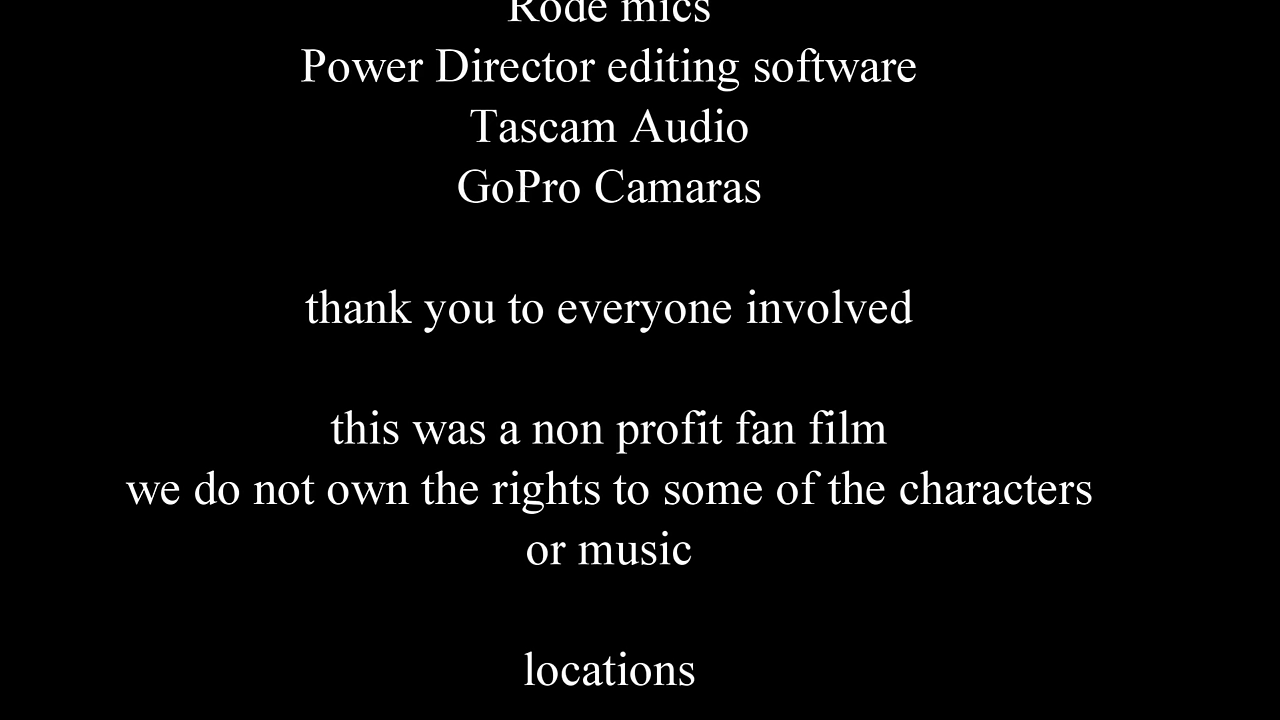 Rode mics
Power Director editing software
Tascam Audio
GoPro Camaras
thank you to everyone involved
this was a non profit fan film
we do not own the rights to some of the characters
or music
locations